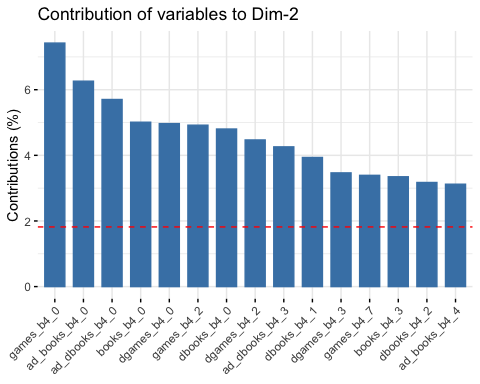 Contribution of variables to Dim-2
Contributions (%)
6
4
2
0
games_b4_0
ad_books_b4_0
ad_dbooks_b4_0
books_b4_0
dgames_b4_0
games_b4_2
dbooks_b4_0
dgames_b4_2
ad_dbooks_b4_3
dbooks_b4_1
dgames_b4_3
games_b4_7
books_b4_3
dbooks_b4_2
ad_books_b4_4